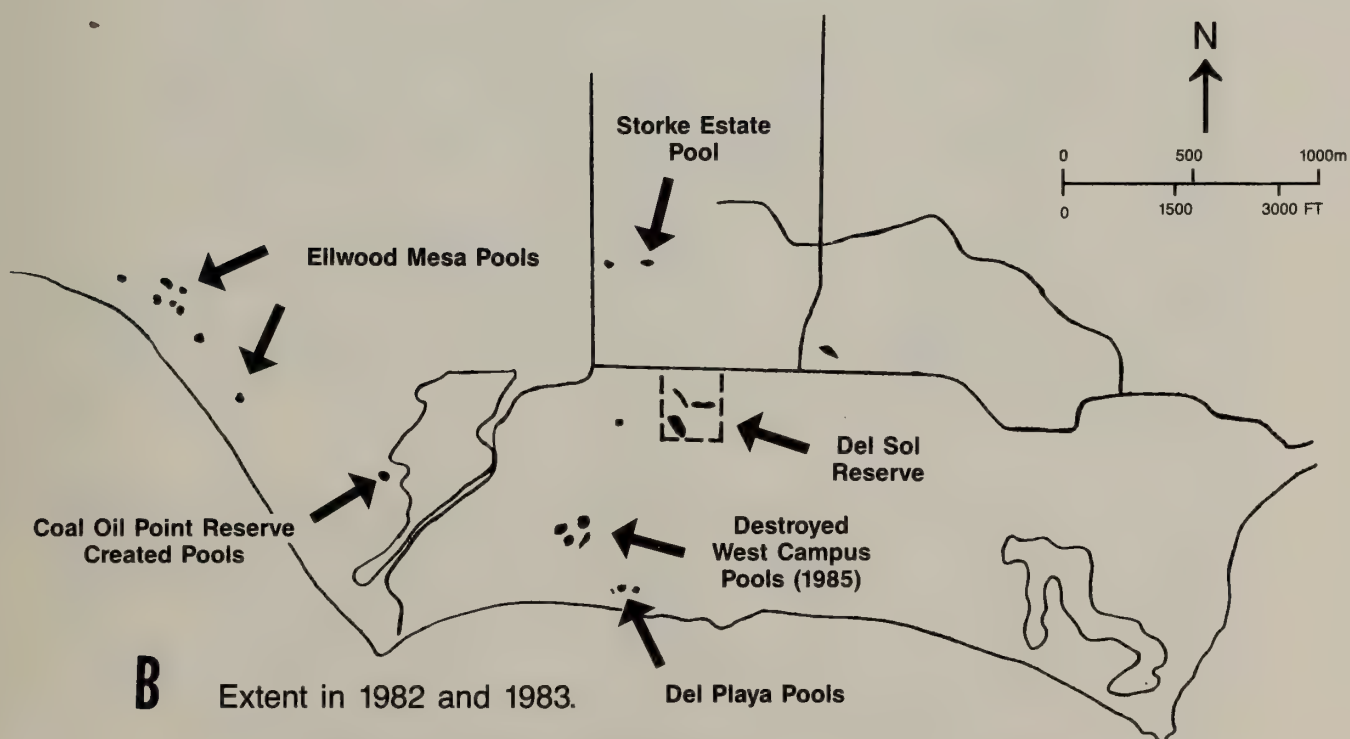 N
0 500 1000m
0 1500 3000 FT
Storke Estate
Pool
Ellwood Mesa Pools
Del Sol
Reserve
Coal Oil Point Reserve
Created Pools
Destroyed
West Campus
Pools (1985)
Del Playa Pools
B Extent in 1982 and 1983.